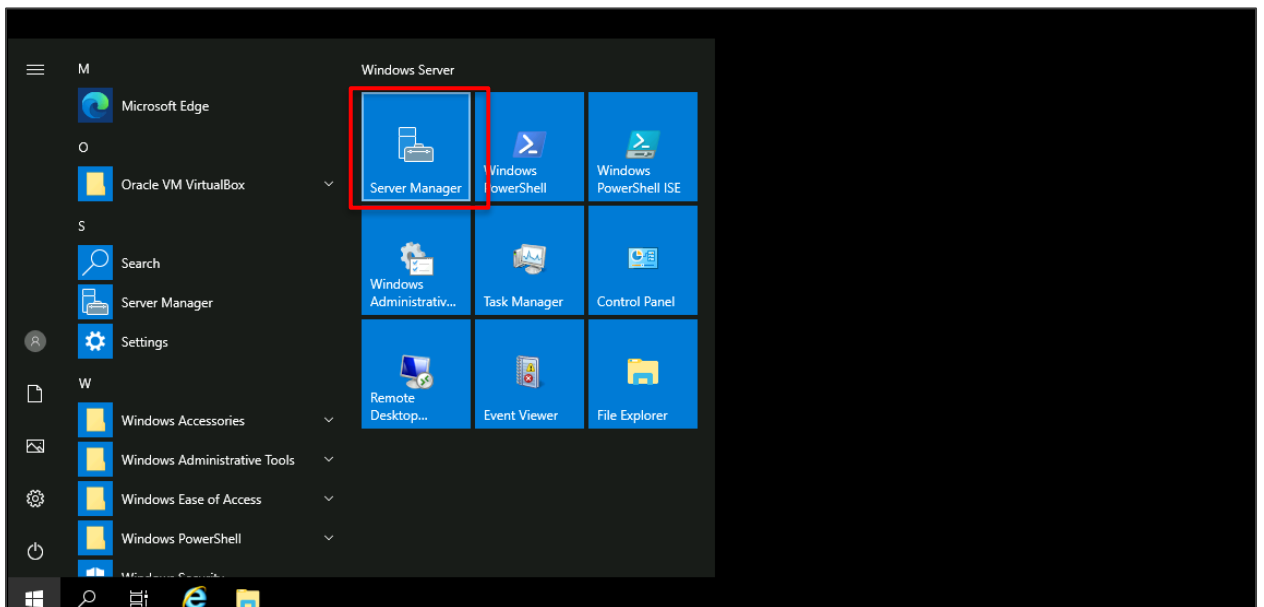 M
Microsoft Edge
O
Oracle VM VirtualBox
S
Search
Server Manager
Settings
W
Windows Accessories
Windows Administrative Tools
Windows Ease of Access
Windows PowerShell
Windows Security
Windows Server
Server Manager
Windows
PowerShell
Windows
PowerShell ISE
Windows
Administrativ...
Task Manager
Control Panel
Remote
Desktop...
Event Viewer
File Explorer